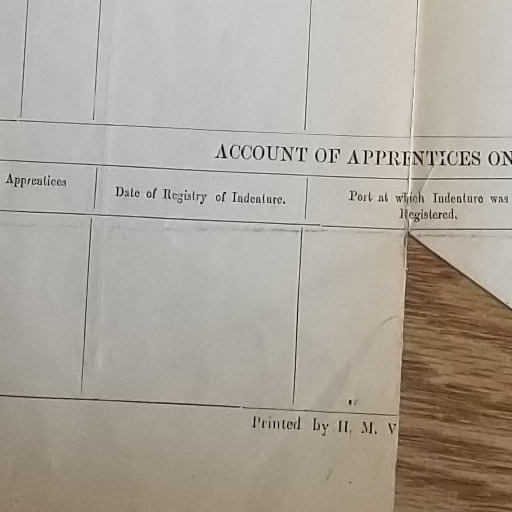 ACCOUNT OF APPRENTICES ON
Apprentices
Date of Registry of Indenture.
Port at which Indenture was
Registered.
Printed by H. M. V